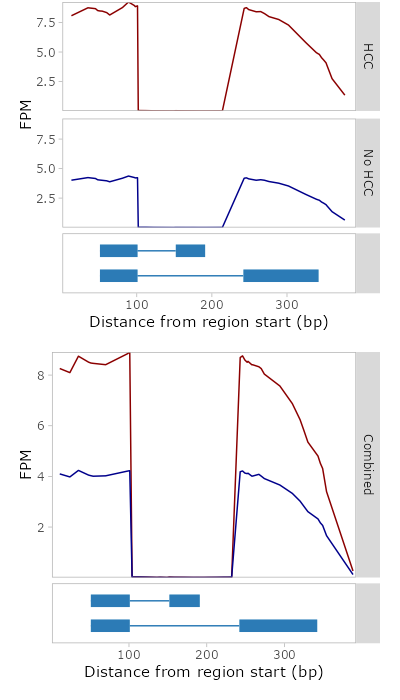 7.5
5.0
2.5
HCC
FPM
7.5
5.0
2.5
No HCC
100 200 300
Distance from region start (bp)
8
6
4
2
FPM
Combined
100 200 300
Distance from region start (bp)